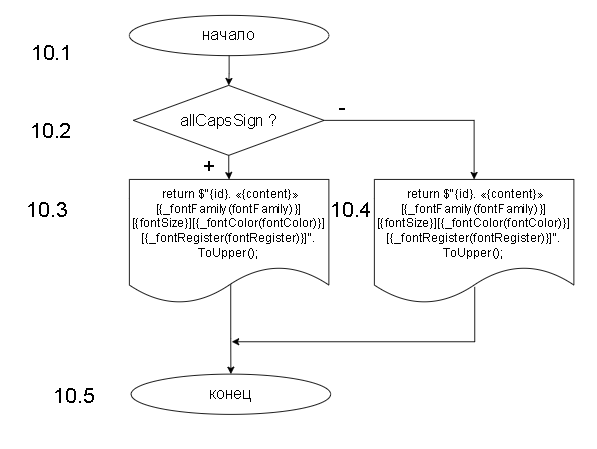 начало
10.1
allCapsSign ?
-
10.2
+
return $"{id}. «{content}»
[{_fontFamily(fontFamily)}]
[{fontSize}][{_fontColor(fontColor)}]
[{_fontRegister(fontRegister)}]".
ToUpper();
10.3
return $"{id}. «{content}»
[{_fontFamily(fontFamily)}]
[{fontSize}][{_fontColor(fontColor)}]
[{_fontRegister(fontRegister)}]".
ToUpper();
10.4
конец
10.5